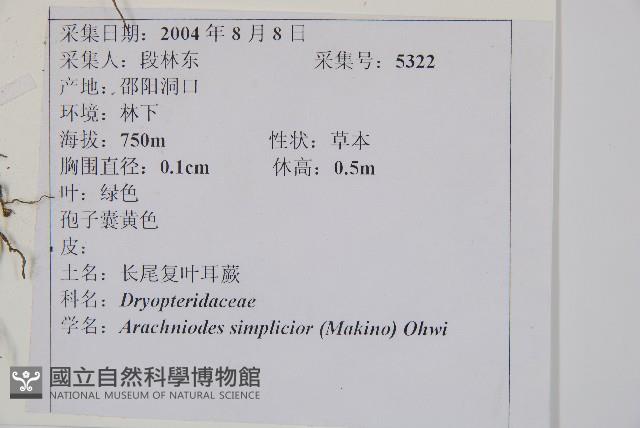 采集日期：2004 年 8 月 8 日
采集人：段林东 采集号：5322
产地：邵阳洞口
环境：林下
海拔：750m 性状：草本
胸围直径：0.1cm 休高：0.5m
叶：绿色
孢子囊黄色
皮：
土名：长尾复叶耳蕨
科名：Dryopteridaceae
学名：Arachniodes simplicior (Makino) Ohwi
國立自然科學博物館
NATIONAL MUSEUM OF NATURAL SCIENCE